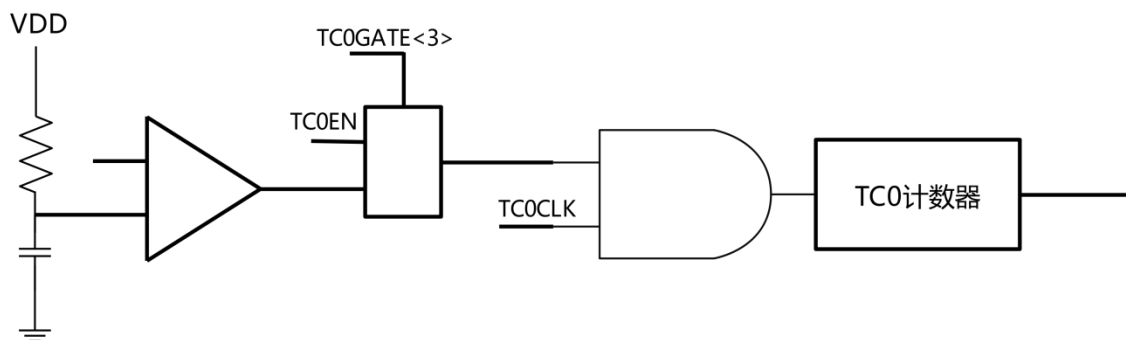 VDD
TC0GATE<3>
TC0EN
TC0CLK
TC0计数器